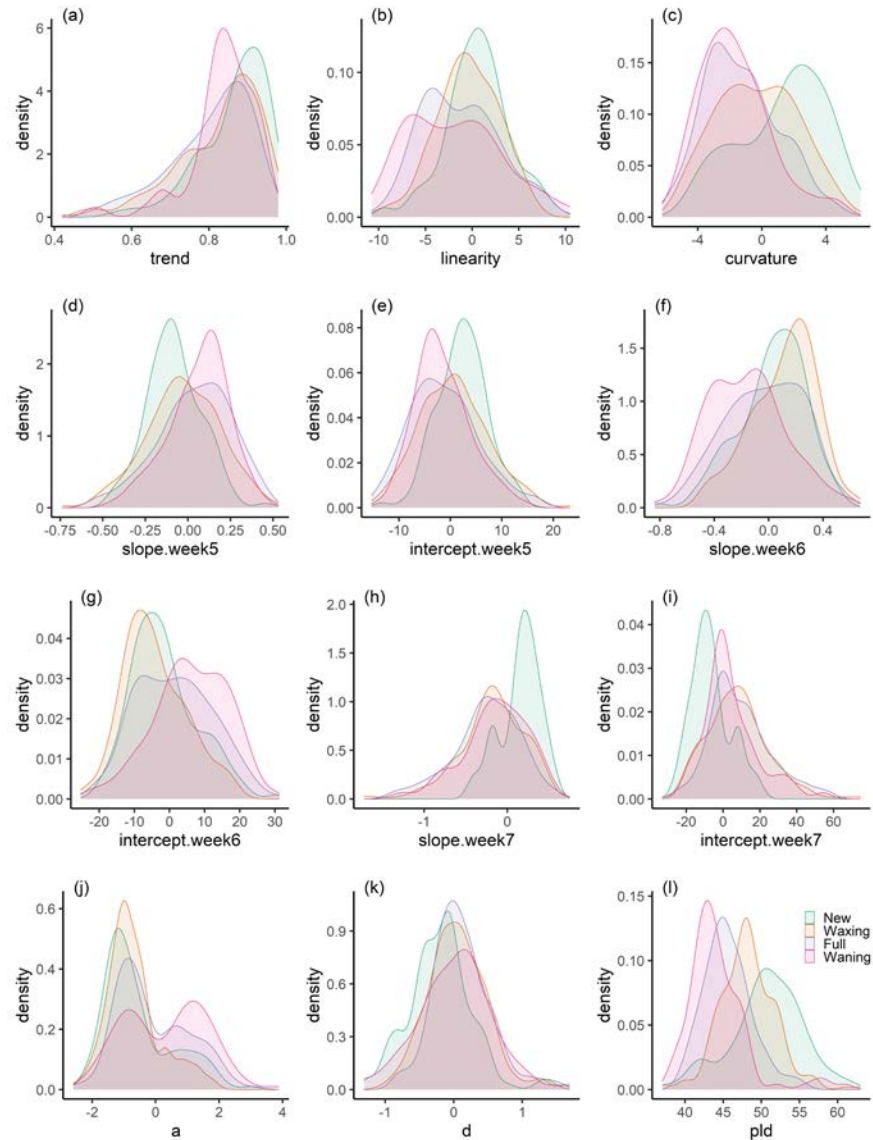 (a)
(b)
(c)
6
4
2
0
density
0.4
0.6
0.8
1.0
trend
0.10
0.05
0.00
density
-10
-5
0
5
10
linearity
0.15
0.10
0.05
0.00
density
-4
0
4
curvature
(d)
(e)
(f)
2
1
0
density
-0.75
-0.50
-0.25
0.00
0.25
0.50
slope.week5
0.08
0.06
0.04
0.02
0.00
density
-10
0
10
20
intercept.week5
1.5
1.0
0.5
0.0
density
-0.8
-0.4
0.0
0.4
slope.week6
(g)
(h)
(i)
0.04
0.03
0.02
0.01
0.00
density
-20
-10
0
10
20
30
intercept.week6
2.0
1.5
1.0
0.5
0.0
density
-1
0
slope.week7
0.04
0.03
0.02
0.01
0.00
density
-20
0
20
40
60
intercept.week7
(j)
(k)
(l)
0.6
0.4
0.2
0.0
density
-2
0
2
4
a
0.9
0.6
0.3
0.0
density
-1
0
1
d
0.15
0.10
0.05
0.00
density
40
45
50
55
60
pld
New
Waxing
Full
Waning